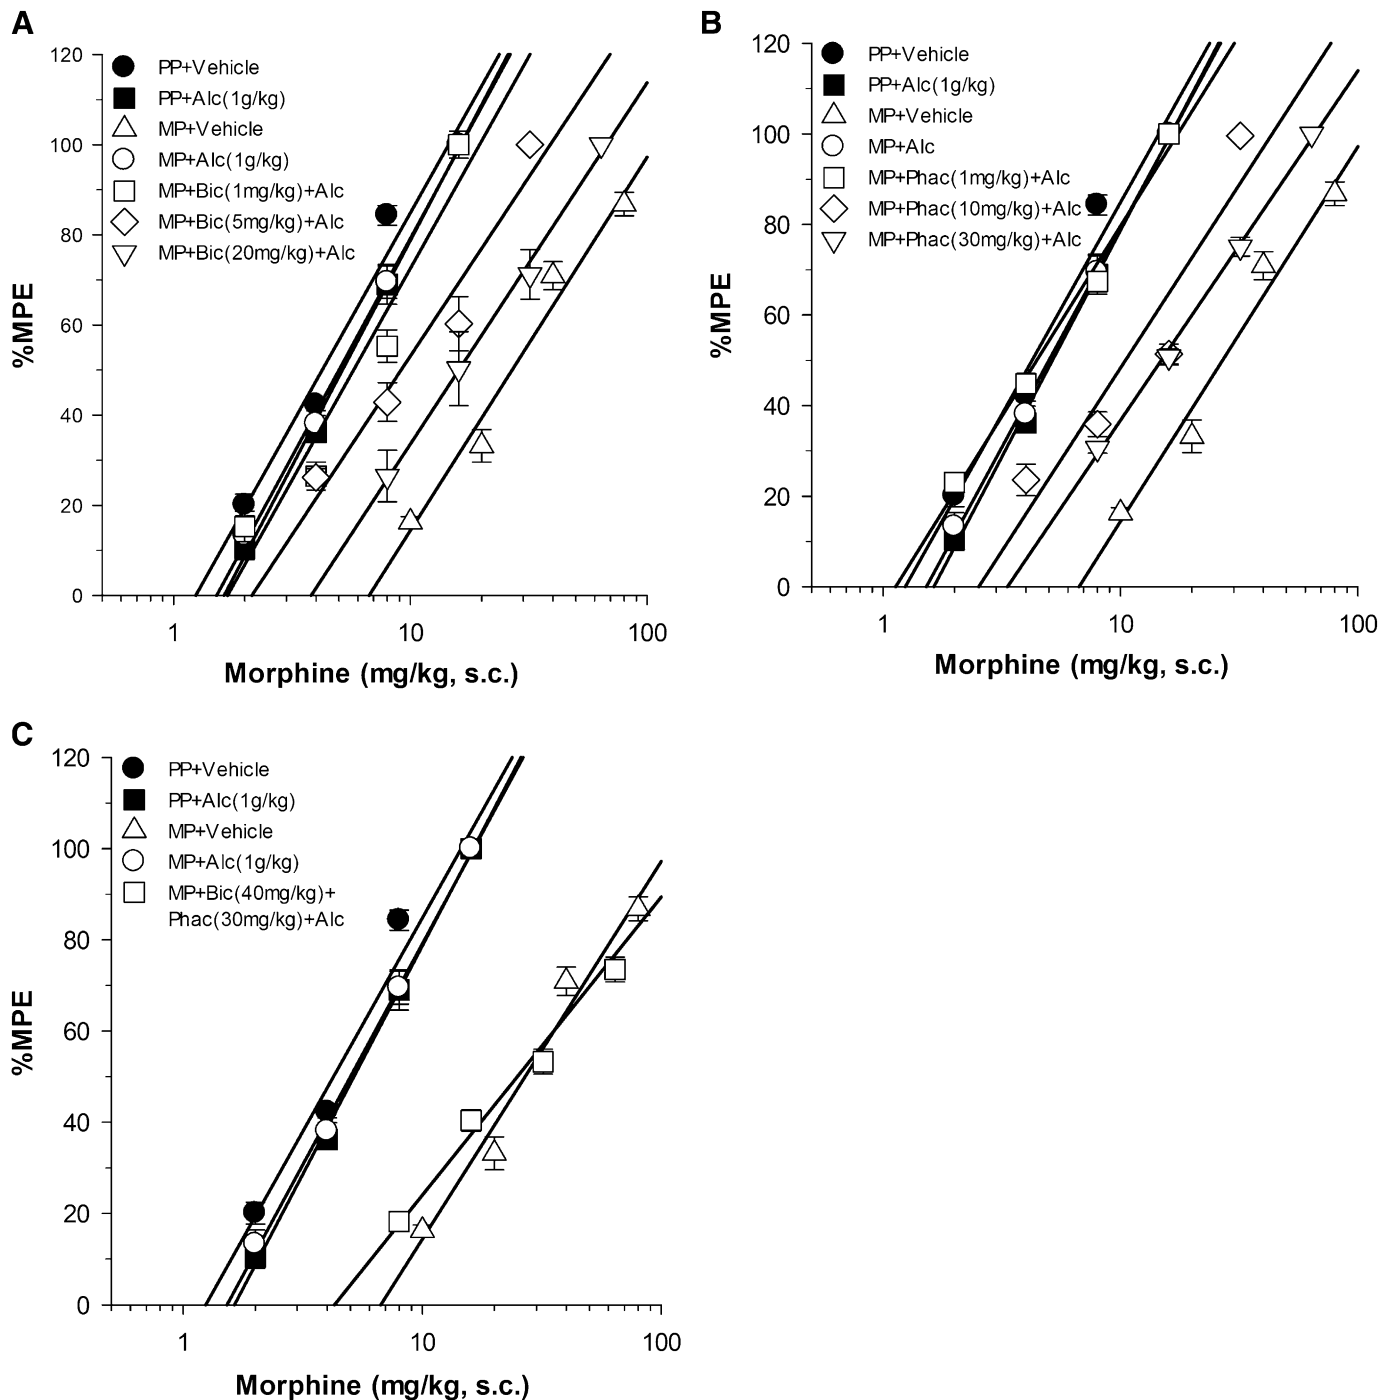 A
120
100
80
60
40
20
0
%MPE
PP+Vehicle
PP+Alc(1g/kg)
MP+Vehicle
MP+Alc(1g/kg)
MP+Bic(1mg/kg)+Alc
MP+Bic(5mg/kg)+Alc
MP+Bic(20mg/kg)+Alc
1 10 100
Morphine (mg/kg, s.c.)
B
120
100
80
60
40
20
0
%MPE
PP+Vehicle
PP+Alc(1g/kg)
MP+Vehicle
MP+Alc
MP+Phac(1mg/kg)+Alc
MP+Phac(10mg/kg)+Alc
MP+Phac(30mg/kg)+Alc
1 10 100
Morphine (mg/kg, s.c.)
C
120
100
80
60
40
20
0
%MPE
PP+Vehicle
PP+Alc(1g/kg)
MP+Vehicle
MP+Alc(1g/kg)
MP+Bic(40mg/kg)+
Phac(30mg/kg)+Alc
1 10 100
Morphine (mg/kg, s.c.)